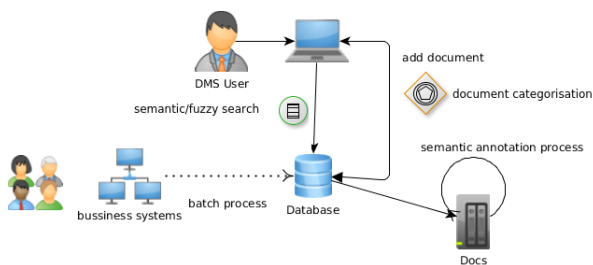 add document
DMS User
document categorisation
semantic/fuzzy search
semantic annotation process
batch process
bussiness systems
Database
Docs